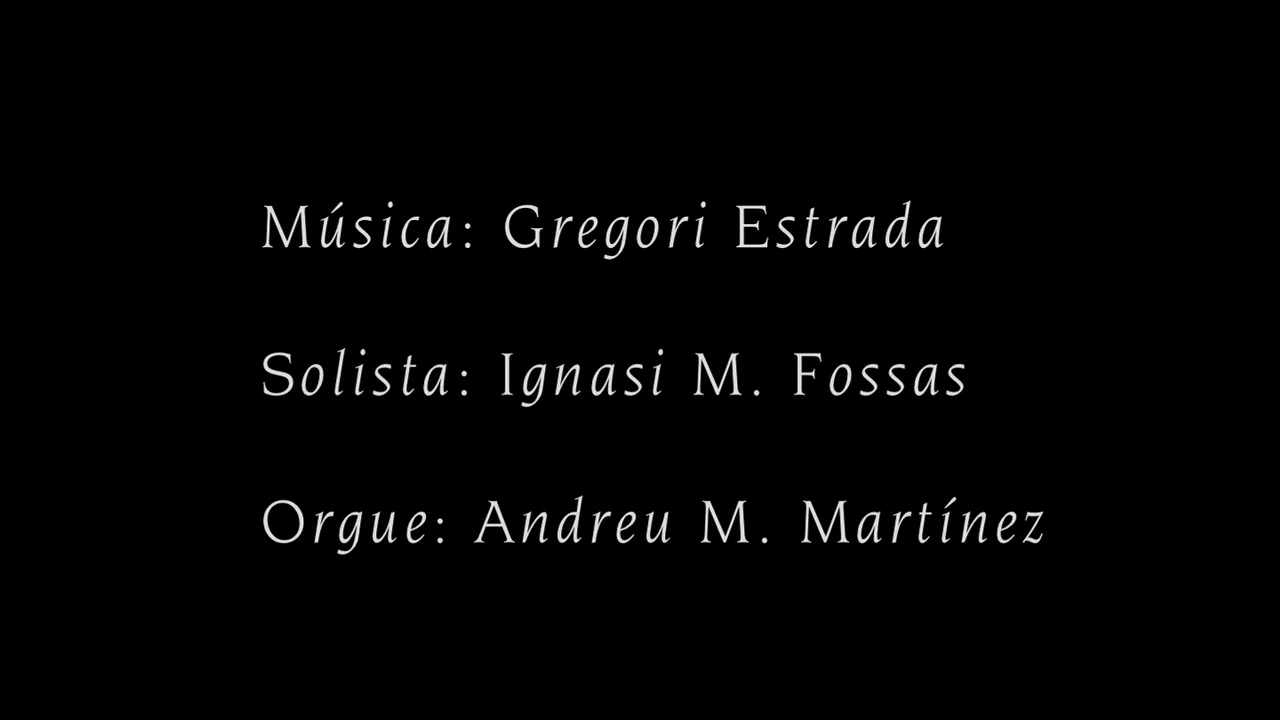 Música: Gregori Estrada
Solista: Ignasi M. Fossas
Orgue: Andreu M. Martínez